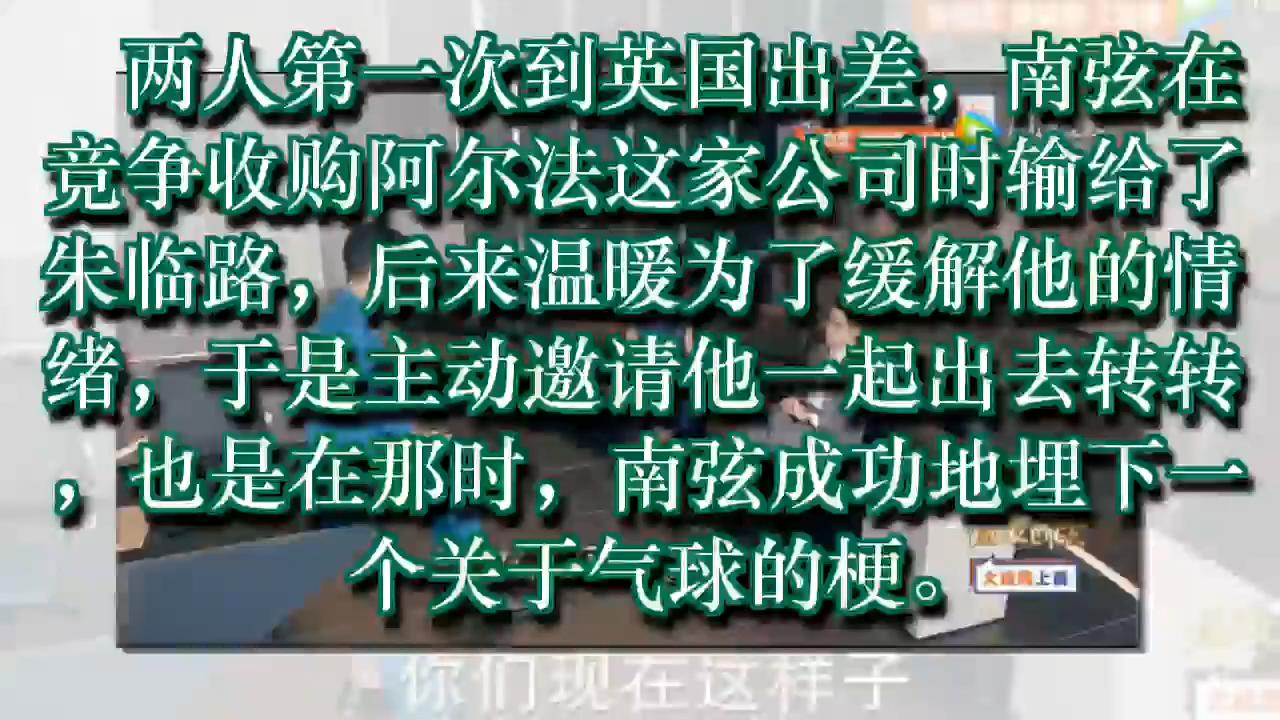 两人第一次到英国出差，南弦在
竞争收购阿尔法这家公司时输给了
朱临路，后来温暖为了缓解他的情
绪，于是主动邀请他一起出去转转
，也是在那时，南弦成功地埋下一
个关于气球的梗。
你们现在这样子